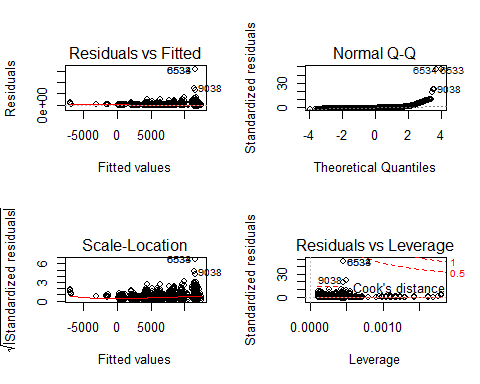 Residuals vs Fitted
Residuals
0e+00
6534
9038
-5000 0 5000
Fitted values
Normal Q-Q
Standardized residuals
0 30
6534 6533
9038
-4 -2 0 2 4
Theoretical Quantiles
Scale-Location
√|Standardized residuals|
0 3 6
9038
-5000 0 5000
Fitted values
Residuals vs Leverage
Standardized residuals
0 30
9038
Cook's distance
1
0.5
0.0000 0.0010
Leverage